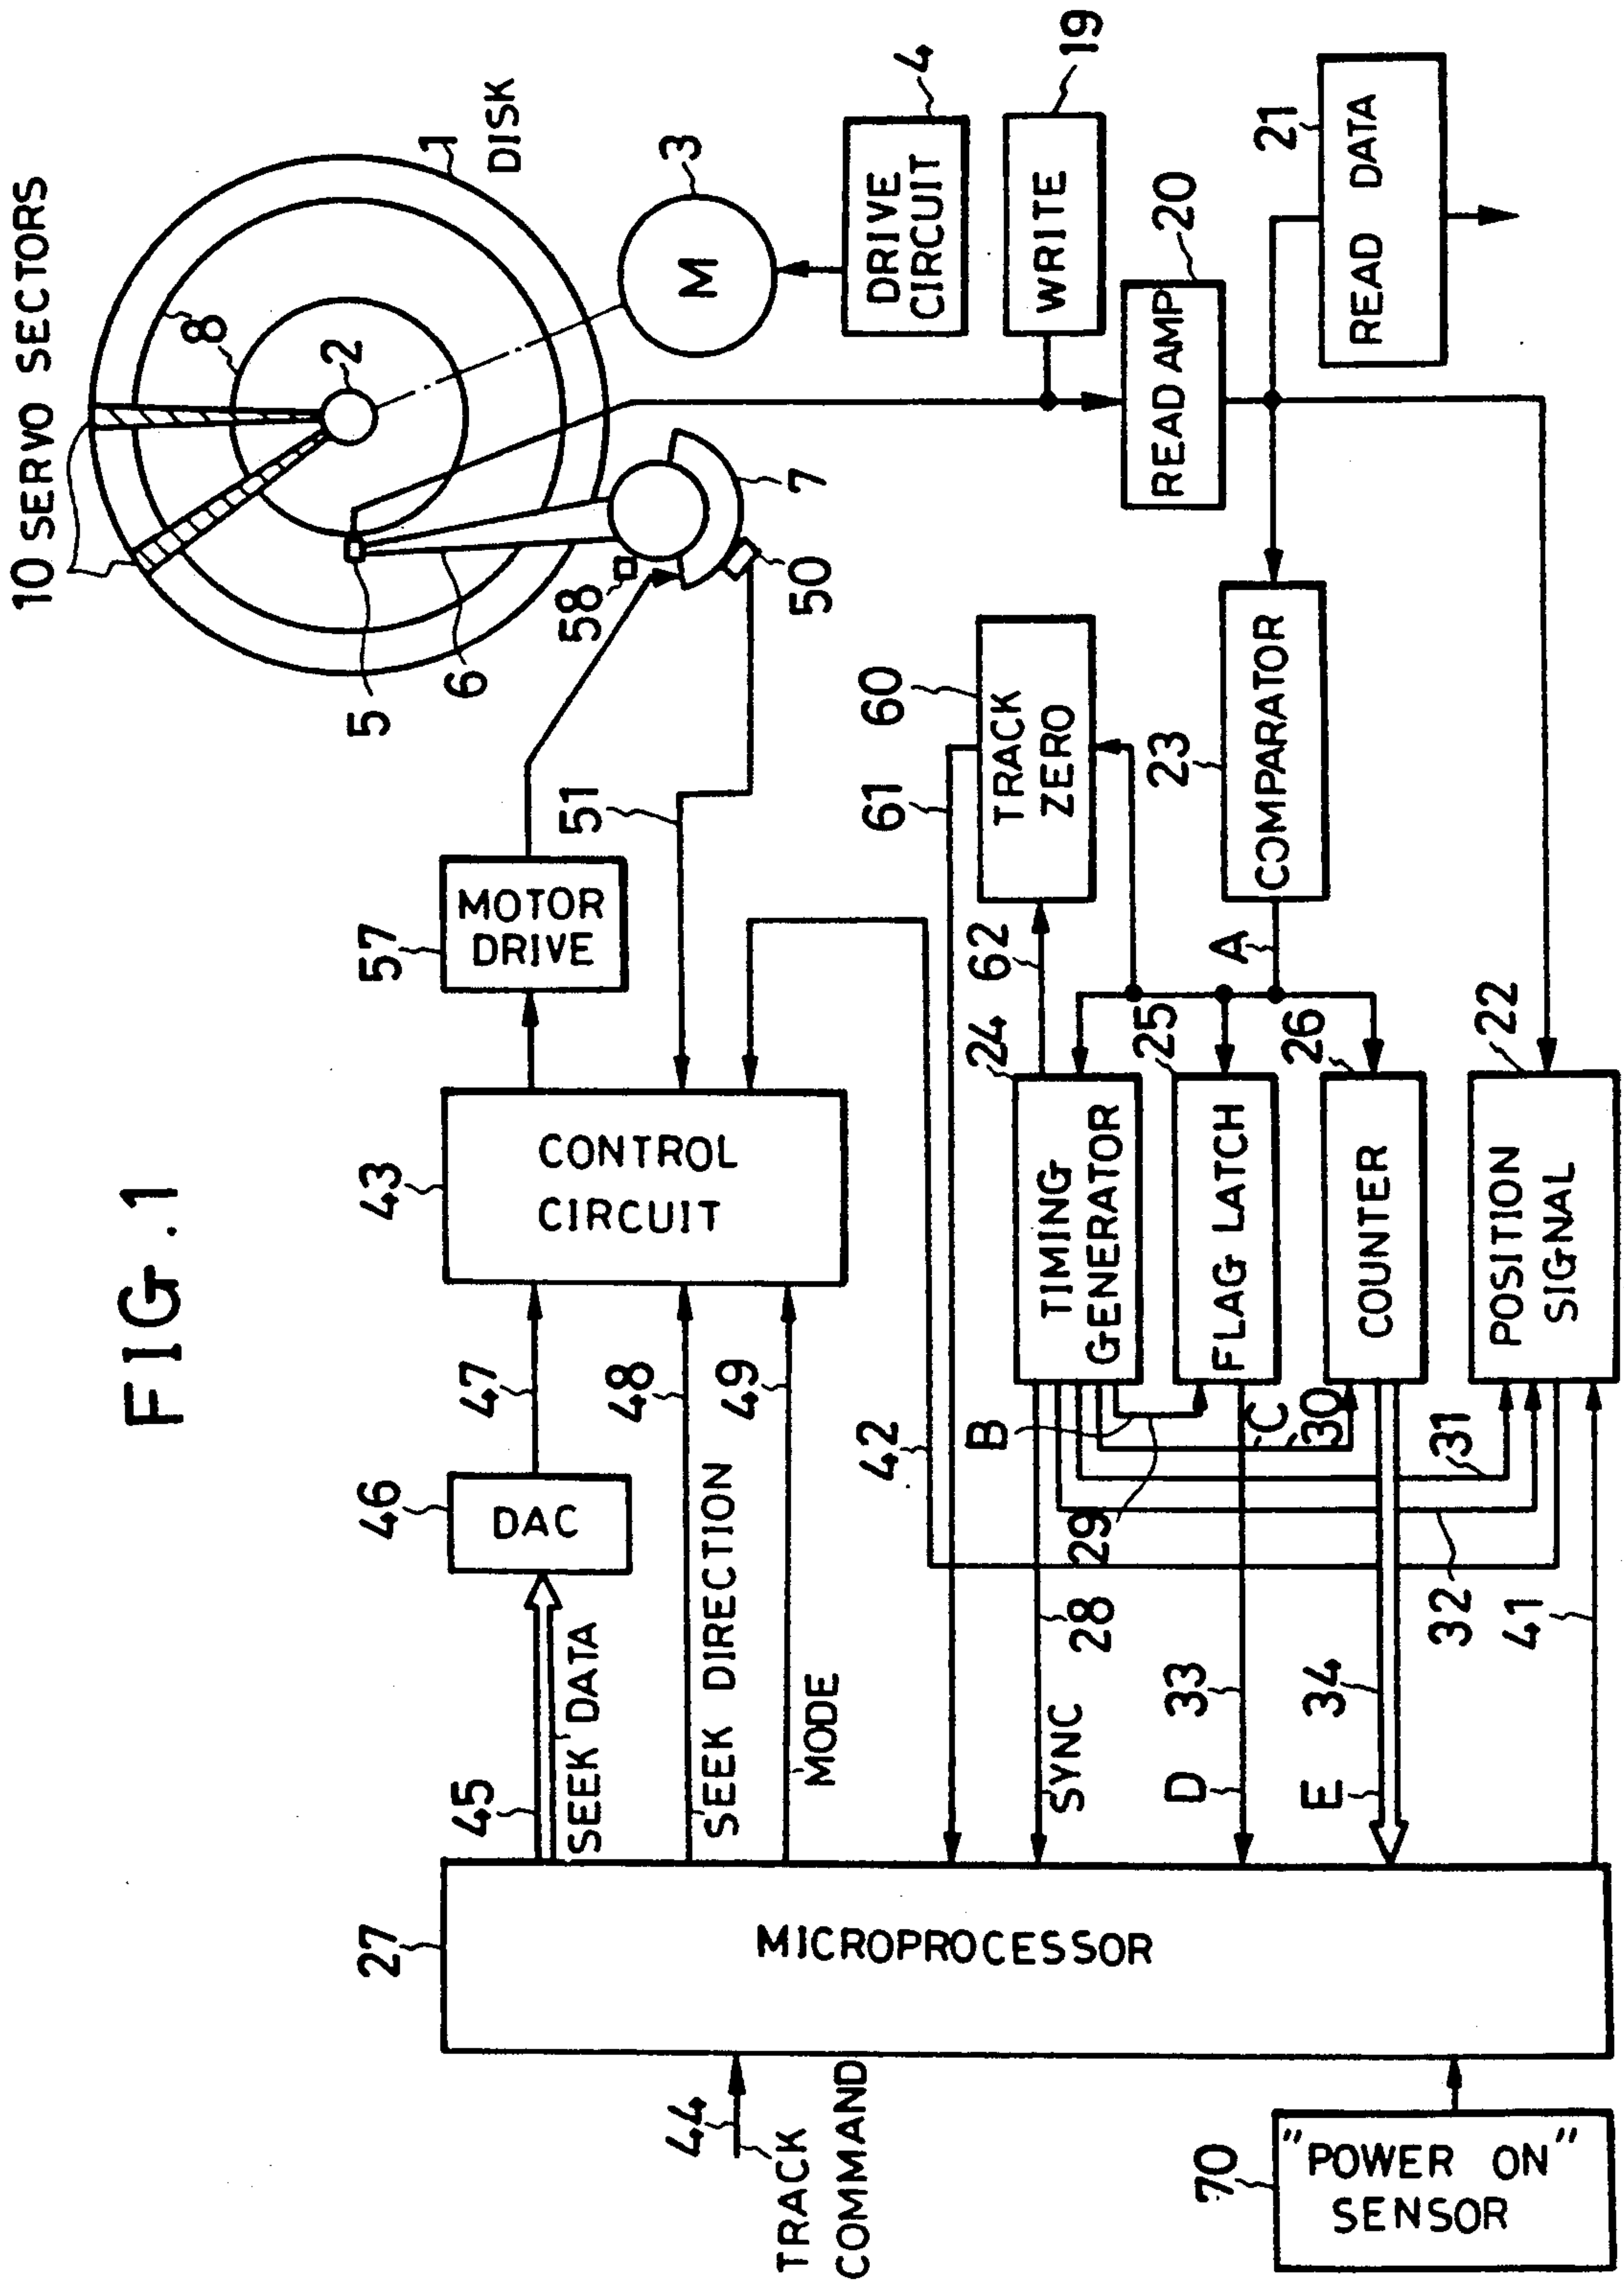 FIG.1
10 SERVO SECTORS
8
2
1
DISK
5
6
58
7
50
3
M
4
DRIVE
CIRCUIT
19
WRITE
20
READ AMP
21
READ DATA
57
MOTOR
DRIVE
51
43
CONTROL
CIRCUIT
46
DAC
47
48
49
45
SEEK DATA
SEEK DIRECTION
MODE
60
TRACK
ZERO
61
62
23
COMPARATOR
A
24
TIMING
GENERATOR
25
FLAG LATCH
26
COUNTER
22
POSITION
SIGNAL
42
B
29
C
30
31
32
28
SYNC
33
D
34
E
41
27
MICROPROCESSOR
44
TRACK
COMMAND
70
"POWER ON"
SENSOR